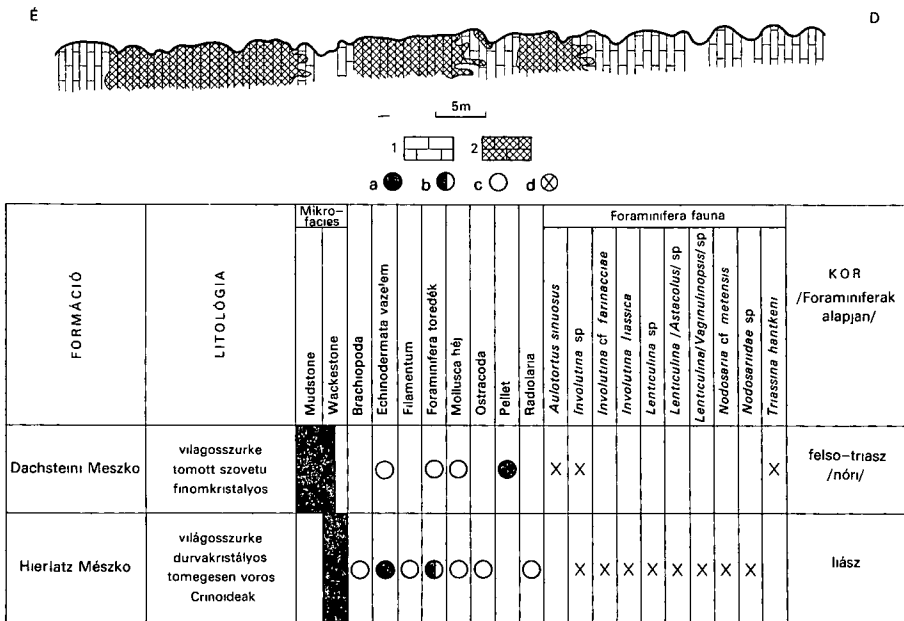 É D
5m
1 2
a b c d
FORMÁCIÓ
LITOLÓGIA
Mikro-
facies
Mudstone
Wackestone
Brachiopoda
Echinodermata vazelem
Filamentum
Foraminifera toredék
Mollusca héj
Ostracoda
Pellet
Radiolaria
Foraminifera fauna
Aulotortus sinuosus
Involutina sp
Involutina cf farinacciae
Involutina liassica
Lenticulina sp
Lenticulina /Astacolus/ sp
Lenticulina/Vaginulinopsis/sp
Nodosaria cf metensis
Nodosariidae sp
Triassina hantkeni
KOR
/Foraminiferak
alapjan/
Dachsteini Meszko
vilagosszurke
tomott szovetu
finomkristalyos
X X X
felso-triasz
/nóri/
Hierlatz Mészko
világosszurke
durvakristályos
tomegesen voros
Crinoideak
X X X X X X X X
liász